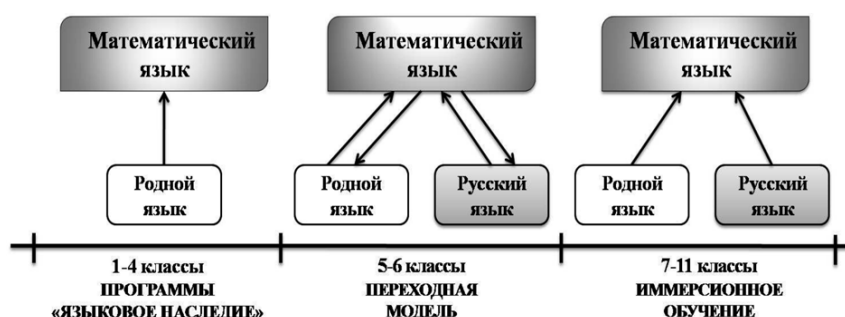 Математический
язык
Математический
язык
Математический
язык
Родной
язык
Родной
язык
Русский
язык
Родной
язык
Русский
язык
1-4 классы
ПРОГРАММЫ
«ЯЗЫКОВОЕ НАСЛЕДИЕ»
5-6 классы
ПЕРЕХОДНАЯ
МОДЕЛЬ
7-11 классы
ИММЕРСИОННОЕ
ОБУЧЕНИЕ